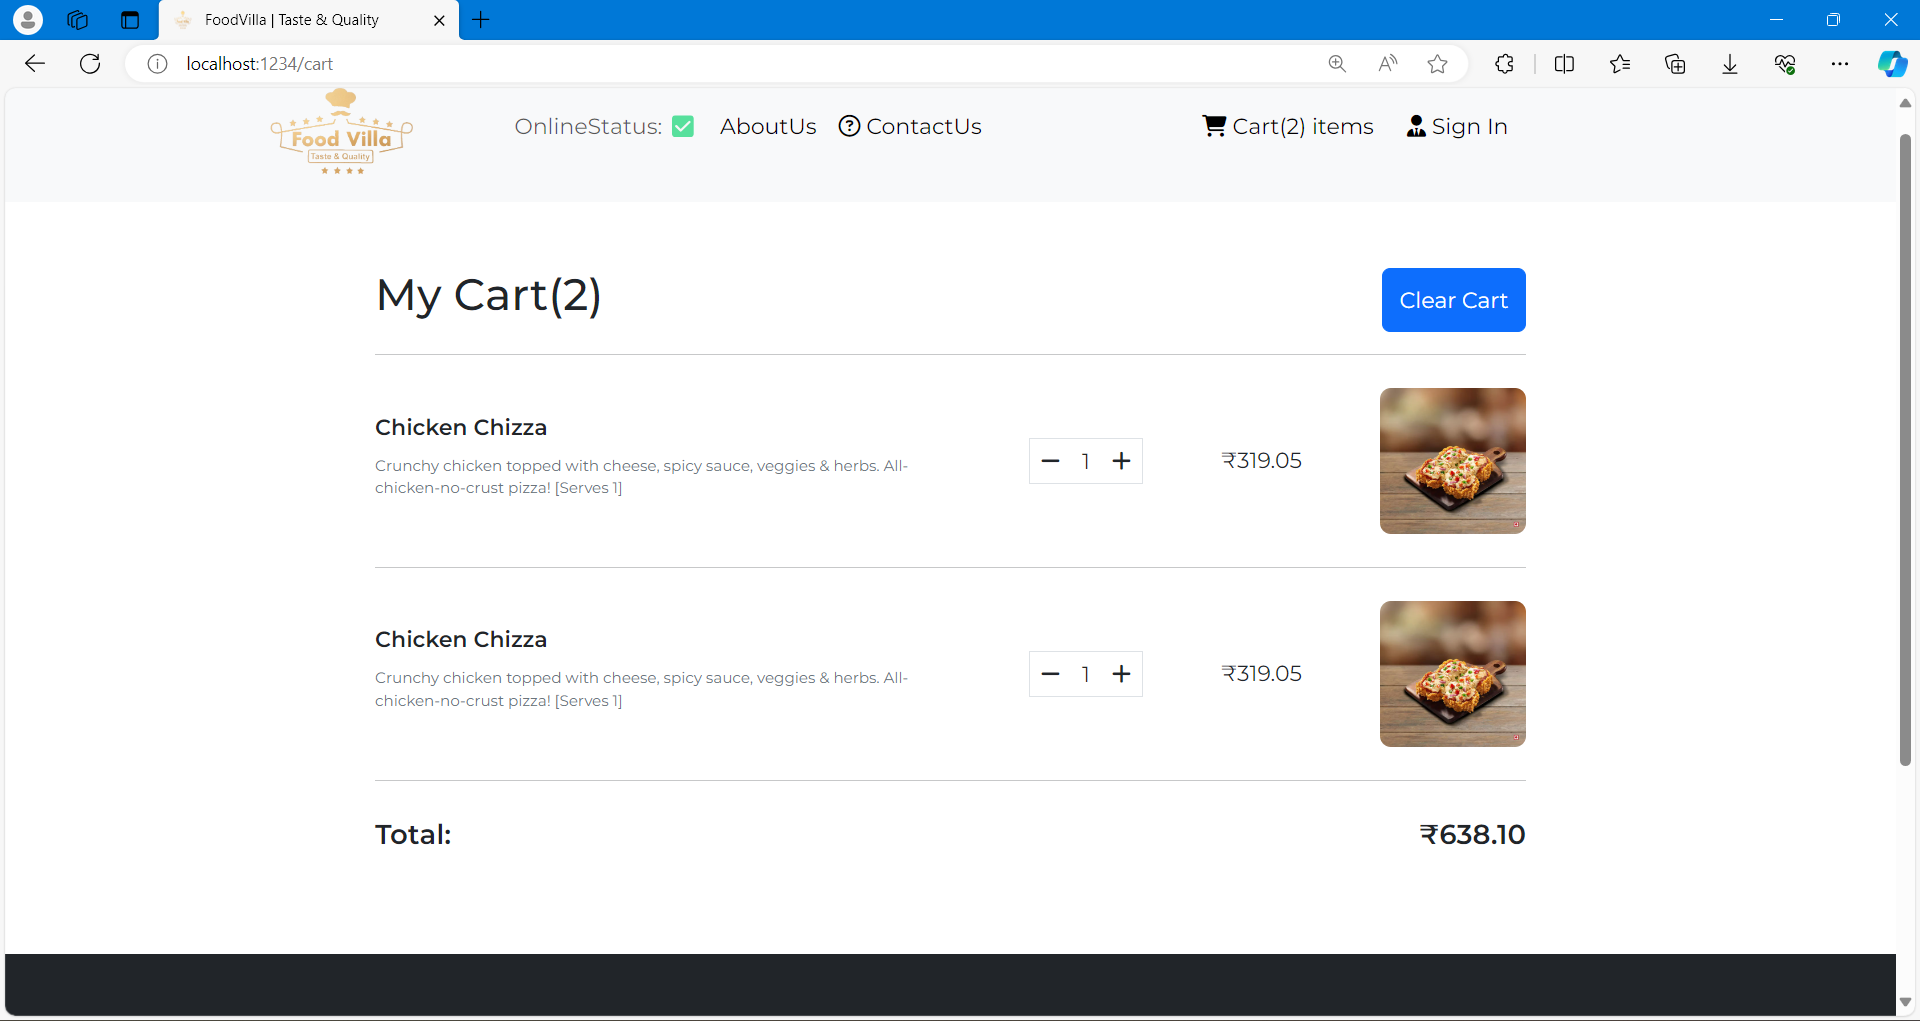 FoodVilla | Taste & Quality
localhost:1234/cart
Food Villa
Taste & Quality
OnlineStatus: ✅ AboutUs ContactUs Cart(2) items Sign In
My Cart(2)
Clear Cart
Chicken Chizza
Crunchy chicken topped with cheese, spicy sauce, veggies & herbs. All-
chicken-no-crust pizza! [Serves 1]
1
₹319.05
Chicken Chizza
Crunchy chicken topped with cheese, spicy sauce, veggies & herbs. All-
chicken-no-crust pizza! [Serves 1]
1
₹319.05
Total: ₹638.10